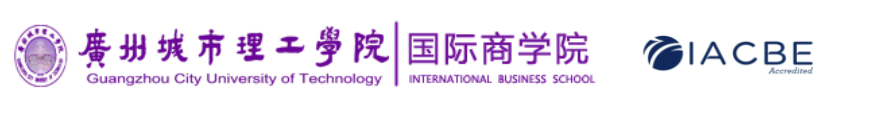 廣州城市理工學院
Guangzhou City University of Technology
国际商学院
INTERNATIONAL BUSINESS SCHOOL
IACBE
Accredited